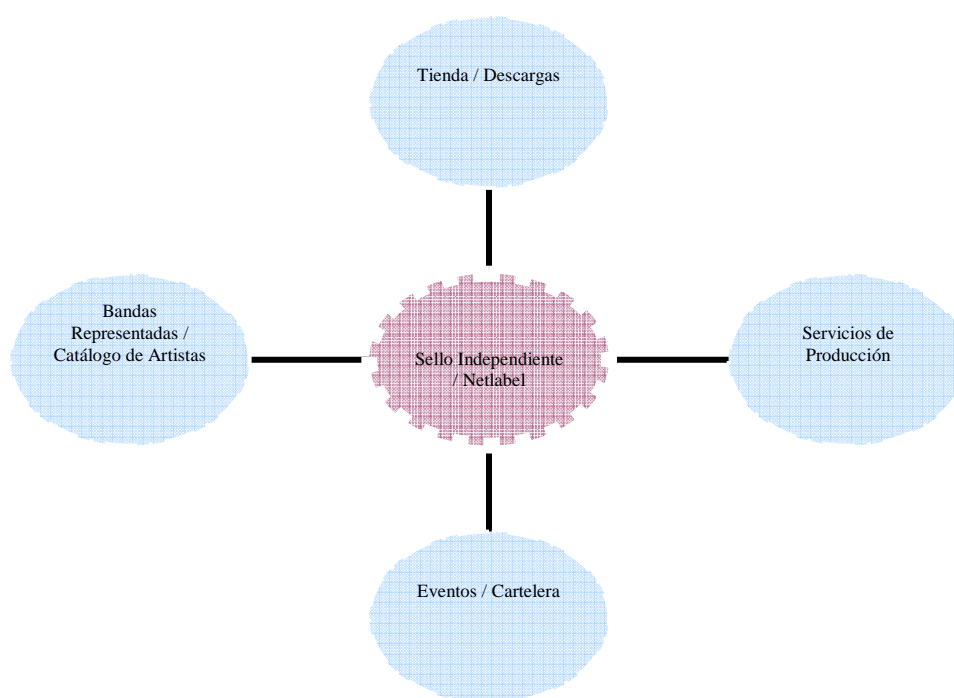 Tienda / Descargas
Bandas
Representadas /
Catálogo de Artistas
Sello Independiente
/ Netlabel
Servicios de
Producción
Eventos / Cartelera